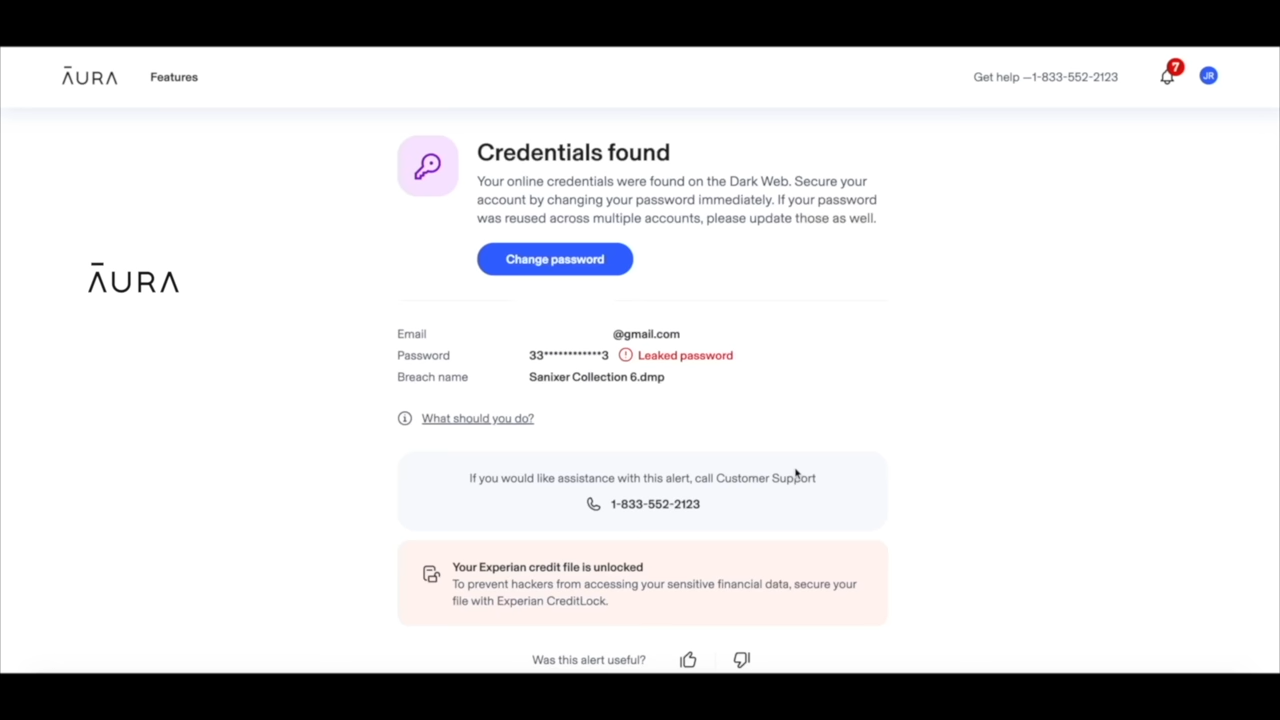 ĀURA
Features
Get help –1-833-552-2123
7
JR
Credentials found
Your online credentials were found on the Dark Web. Secure your
account by changing your password immediately. If your password
was reused across multiple accounts, please update those as well.
Change password
ĀURA
Email @gmail.com
Password 33************3 Leaked password
Breach name Sanixer Collection 6.dmp
What should you do?
If you would like assistance with this alert, call Customer Support
1-833-552-2123
Your Experian credit file is unlocked
To prevent hackers from accessing your sensitive financial data, secure your
file with Experian CreditLock.
Was this alert useful?